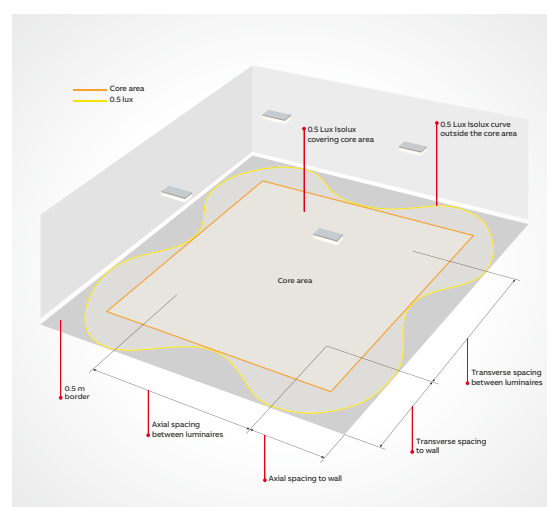 Core area
0.5 lux
0.5 Lux Isolux
covering core area
0.5 Lux Isolux curve
outside the core area
Core area
0.5 m
border
Axial spacing
between luminaires
Axial spacing to wall
Transverse spacing
to wall
Transverse spacing
between luminaires